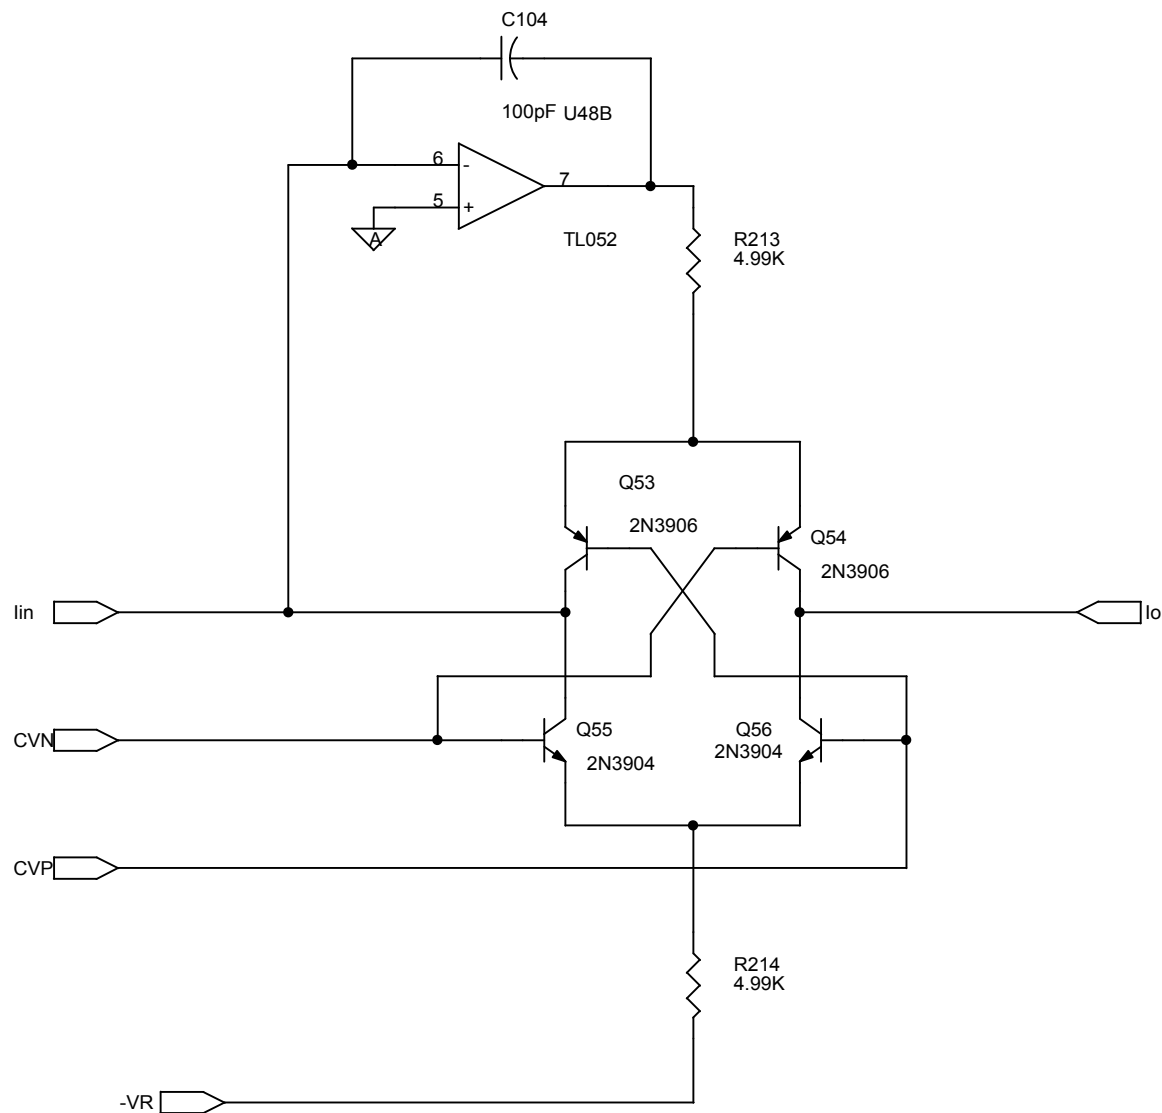 C104
100pF U48B
6
-
7
5
+
A
TL052
R213
4.99K
Q53
2N3906
Q54
2N3906
Iin
Io
CVN
Q55
2N3904
Q56
2N3904
CVP
R214
4.99K
-VR